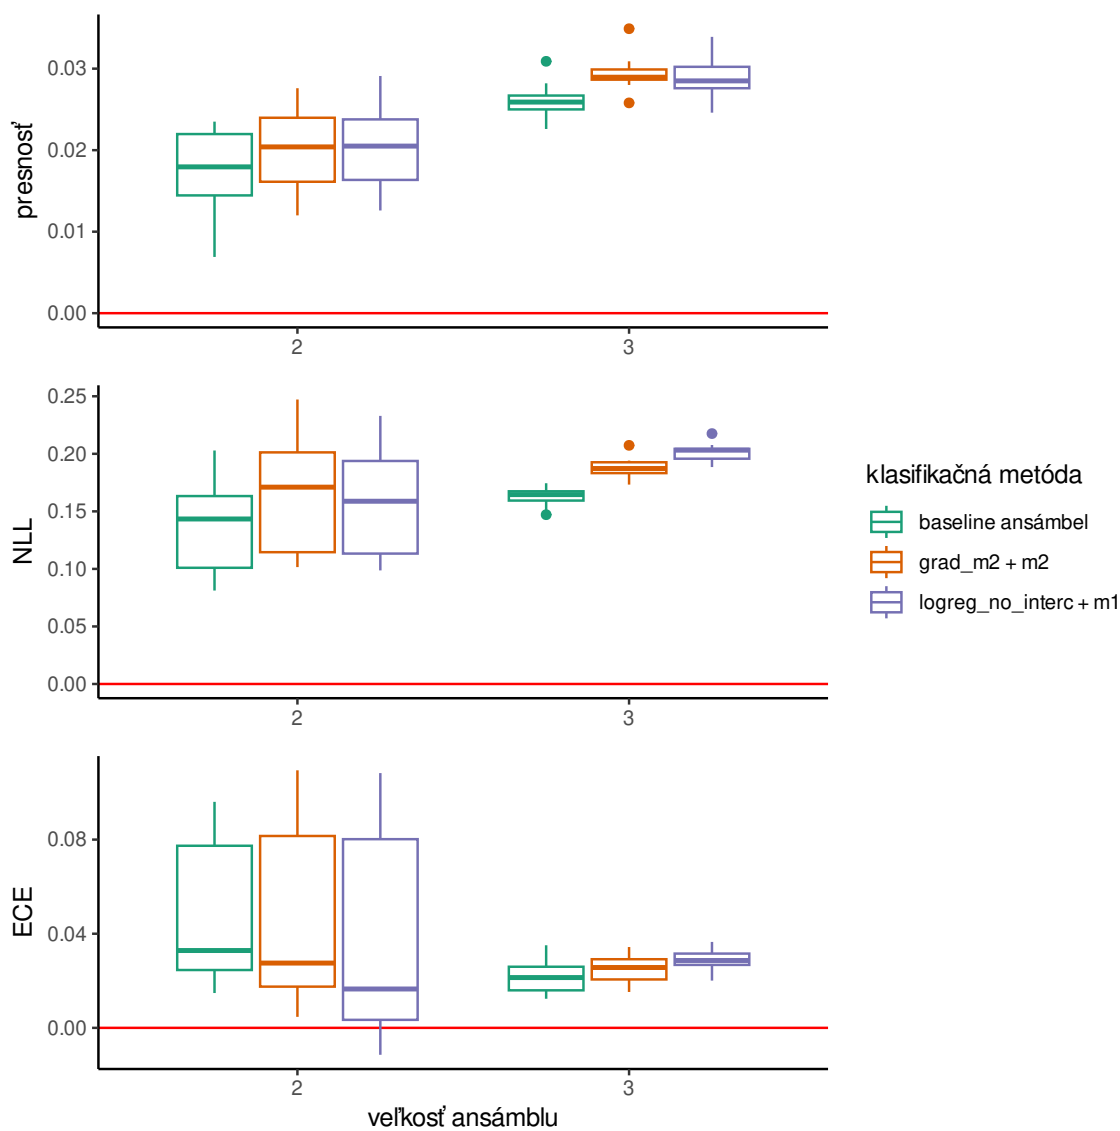 presnosť
0.03
0.02
0.01
0.00
2
3
NLL
0.25
0.20
0.15
0.10
0.05
0.00
2
3
ECE
0.08
0.04
0.00
2
3
veľkosť ansámblu
klasifikačná metóda
baseline ansámbel
grad_m2 + m2
logreg_no_interc + m1